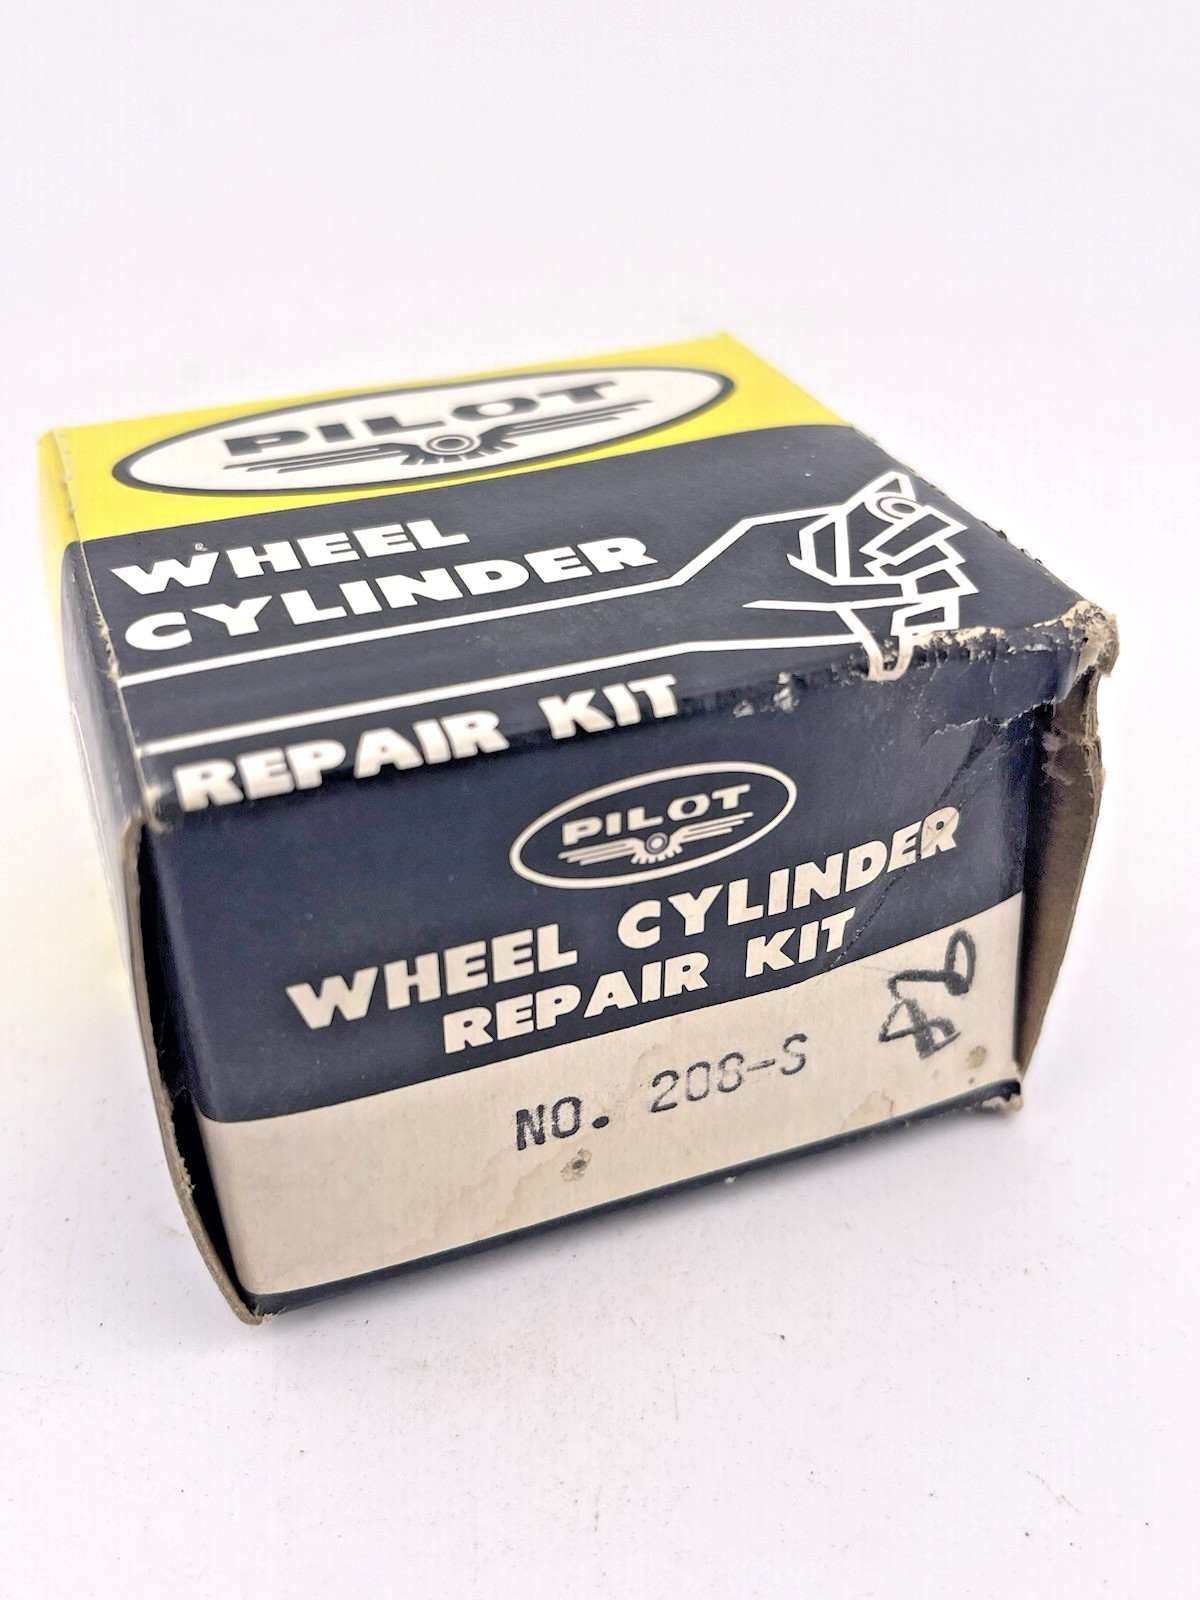 PILOT
WHEEL
CYLINDER
REPAIR KIT
PILOT
WHEEL CYLINDER
REPAIR KIT
NO. 208-S